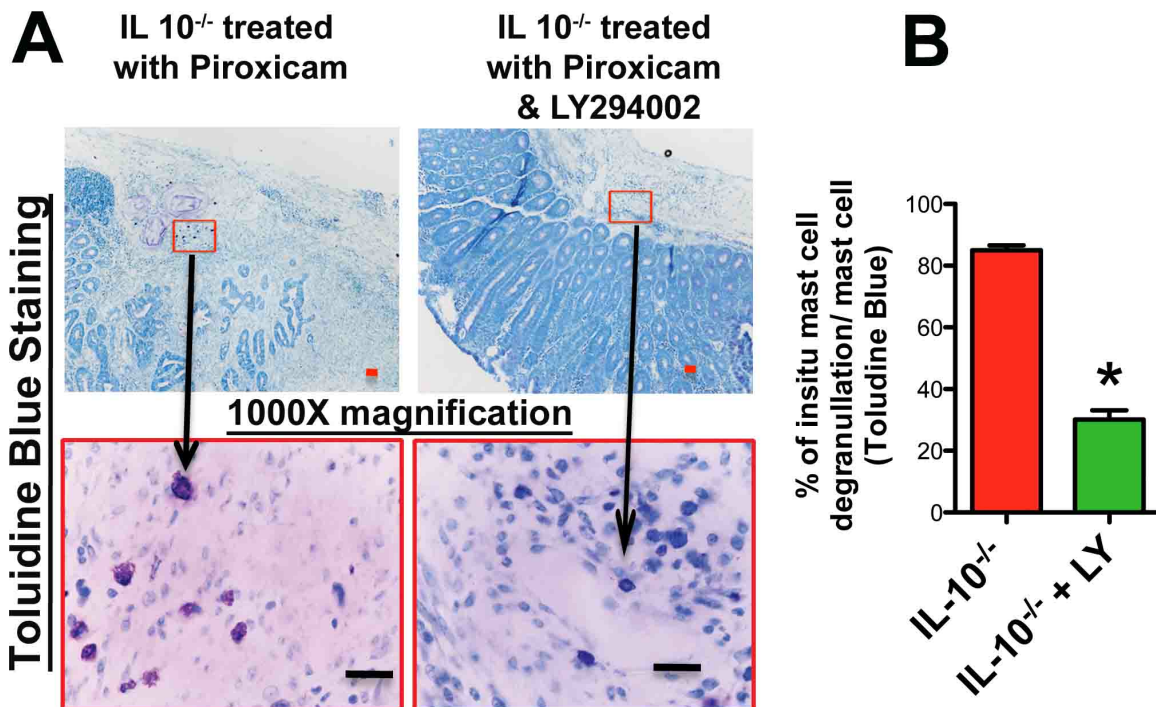 A
IL 10-/- treated
with Piroxicam
IL 10-/- treated
with Piroxicam
& LY294002
B
Toluidine Blue Staining
1000X magnification
% of insitu mast cell
degranullation/ mast cell
(Toludine Blue)
100
80
60
40
20
0
*
IL-10-/-
IL-10-/- + LY